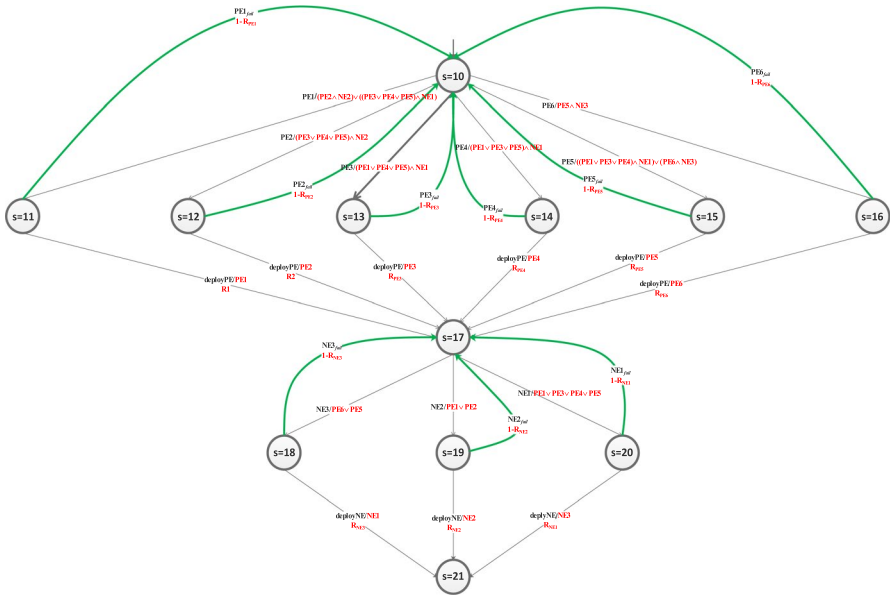 PE1fail
1-RPE1
s=10
PE6fail
1-RPE6
PE1/(PE2∧NE2)∨((PE3∨PE4∨PE5)∧NE1)
PE6/PE5∧NE3
PE2/(PE3∨PE4∨PE5)∧NE2
PE4/(PE1∨PE3∨PE5)∧NE1
PE3/(PE1∨PE4∨PE5)∧NE1
PE5/((PE1∨PE3∨PE4)∧NE1)∨(PE6∧NE3)
PE2fail
1-RPE2
PE3fail
1-RPE3
PE4fail
1-RPE4
PE5fail
1-RPE5
s=11
s=12
s=13
s=14
s=15
s=16
deployPE/PE1
R1
deployPE/PE2
R2
deployPE/PE3
RPE3
deployPE/PE4
RPE4
deployPE/PE5
RPE5
deployPE/PE6
RPE6
s=17
NE3fail
1-RNE3
NE1fail
1-RNE1
NE3/PE6∨PE5
NE2/PE1∨PE2
NE1/PE1∨PE3∨PE4∨PE5
NE2fail
1-RNE2
s=18
s=19
s=20
deployNE/NE1
RNE3
deployNE/NE2
RNE2
deplyNE/NE3
RNE1
s=21